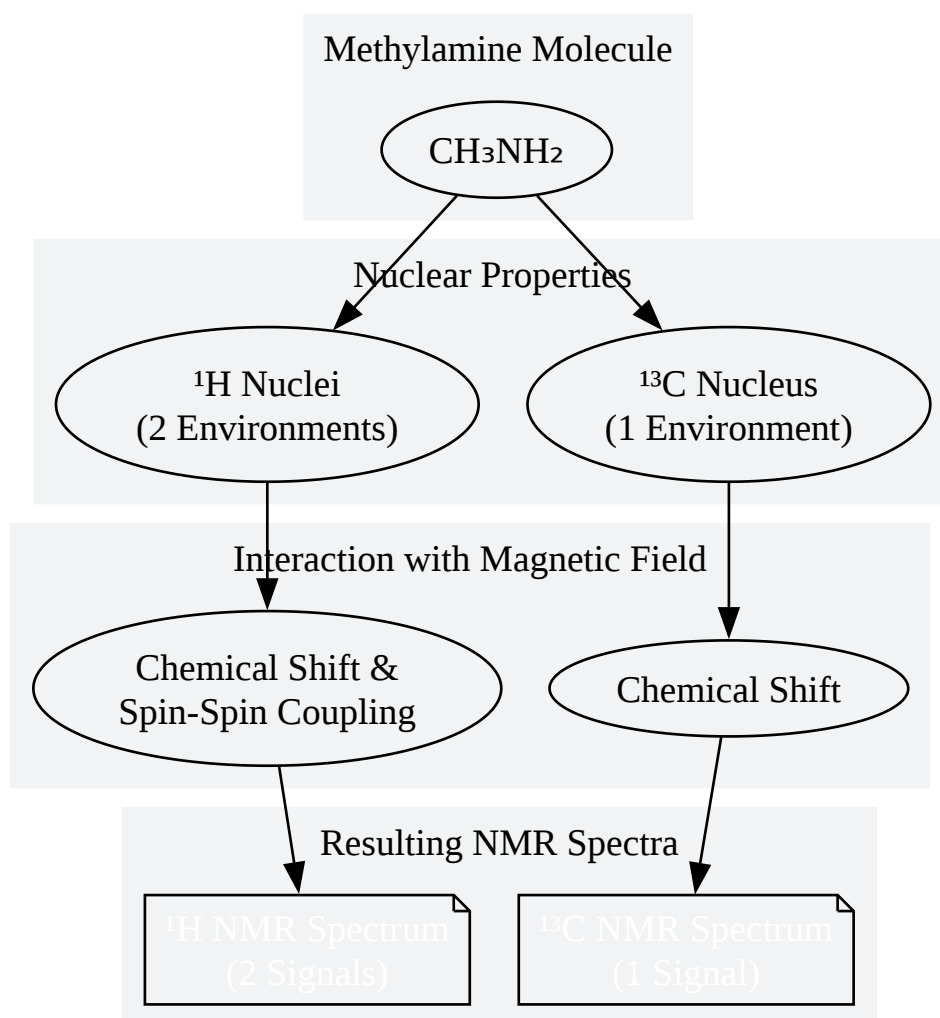 Methylamine Molecule
CH₃NH₂
Nuclear Properties
¹H Nuclei
(2 Environments)
¹³C Nucleus
(1 Environment)
Interaction with Magnetic Field
Chemical Shift &
Spin-Spin Coupling
Chemical Shift
Resulting NMR Spectra
¹H NMR Spectrum
(2 Signals)
¹³C NMR Spectrum
(1 Signal)